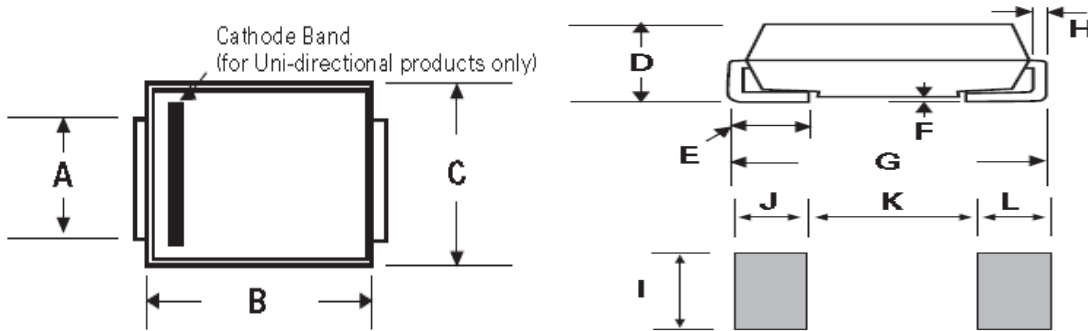 Cathode Band
(for Uni-directional products only)
A
B
C
D
E
F
G
H
J
K
L
I